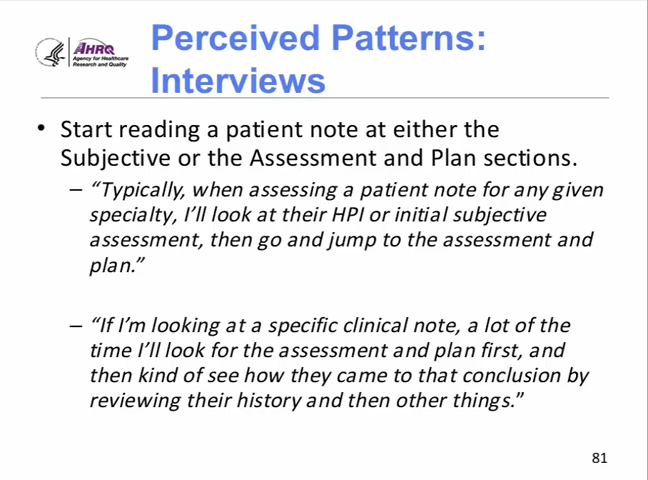 AHRQ
Agency for Healthcare
Research and Quality
Perceived Patterns:
Interviews
• Start reading a patient note at either the
Subjective or the Assessment and Plan sections.
– “Typically, when assessing a patient note for any given
specialty, I’ll look at their HPI or initial subjective
assessment, then go and jump to the assessment and
plan.”
– “If I’m looking at a specific clinical note, a lot of the
time I’ll look for the assessment and plan first, and
then kind of see how they came to that conclusion by
reviewing their history and then other things.”
81